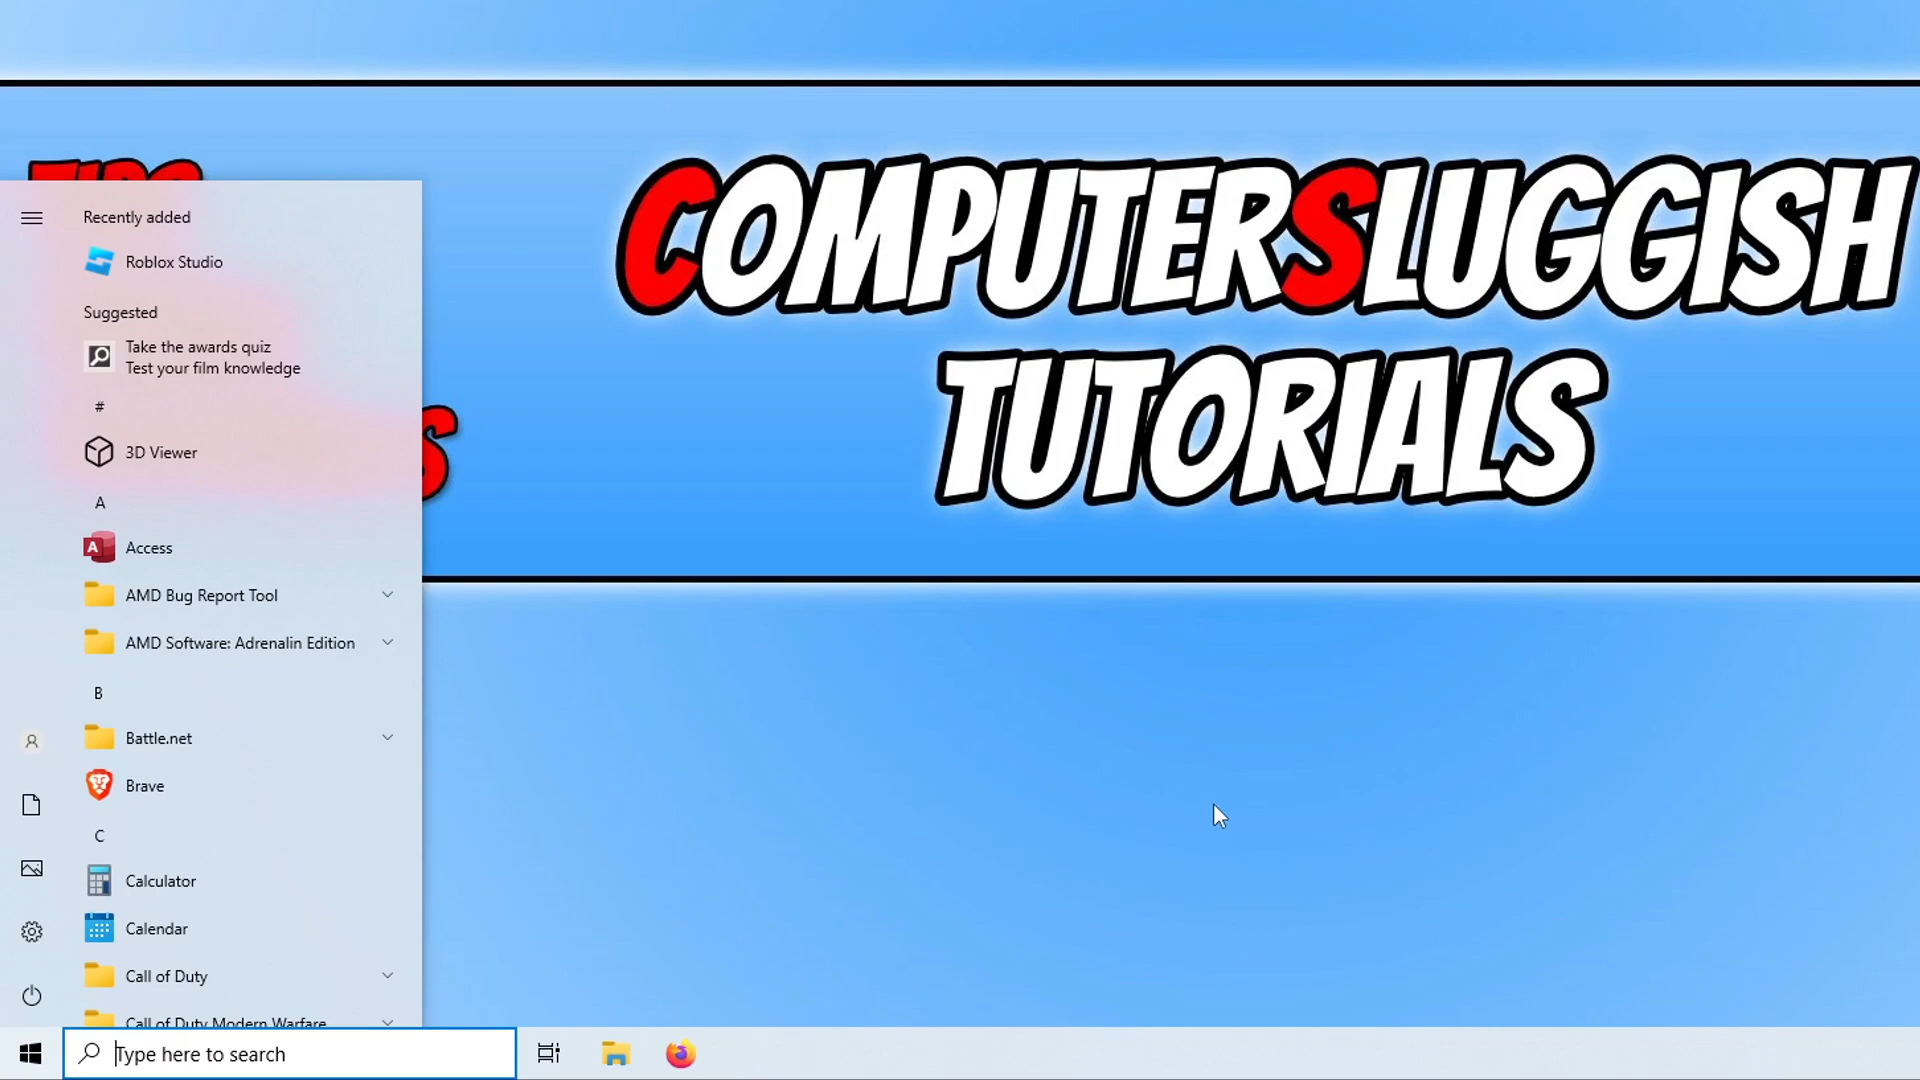 COMPUTERSLUGGISH
TUTORIALS
TIPS
S
Recently added
Roblox Studio
Suggested
Take the awards quiz
Test your film knowledge
#
3D Viewer
A
Access
AMD Bug Report Tool
AMD Software: Adrenalin Edition
B
Battle.net
Brave
C
Calculator
Calendar
Call of Duty
Call of Duty Modern Warfare
Type here to search